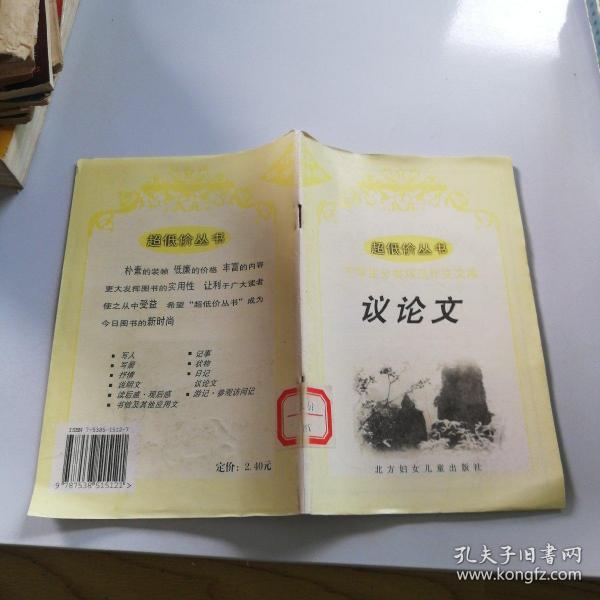 超低价丛书
朴素的装帧 低廉的价格 丰富的内容
更大发挥图书的实用性 让利于广大读者
使之从中受益 希望“超低价丛书”成为
今日图书的新时尚
▪ 写人
▪ 写景
▪ 抒情
▪ 说明文
▪ 读后感·观后感
▪ 书信及其他应用文
▪ 记事
▪ 状物
▪ 日记
议论文
▪ 游记·参观访问记
ISBN 7-5385-1512-7
9 787538 515121 >
定价：2.40元
超低价丛书
议论文
北方妇女儿童出版社
孔夫子旧书网
www.kongfz.com